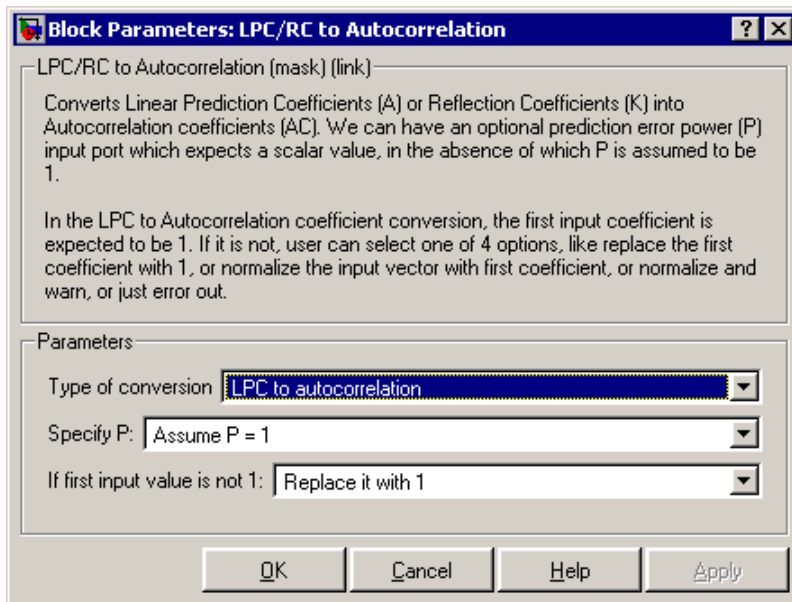 Block Parameters: LPC/RC to Autocorrelation
LPC/RC to Autocorrelation (mask) (link)
Converts Linear Prediction Coefficients (A) or Reflection Coefficients (K) into
Autocorrelation coefficients (AC). We can have an optional prediction error power (P)
input port which expects a scalar value, in the absence of which P is assumed to be
1.
In the LPC to Autocorrelation coefficient conversion, the first input coefficient is
expected to be 1. If it is not, user can select one of 4 options, like replace the first
coefficient with 1, or normalize the input vector with first coefficient, or normalize and
warn, or just error out.
Parameters
Type of conversion LPC to autocorrelation
Specify P: Assume P = 1
If first input value is not 1: Replace it with 1
OK Cancel Help Apply